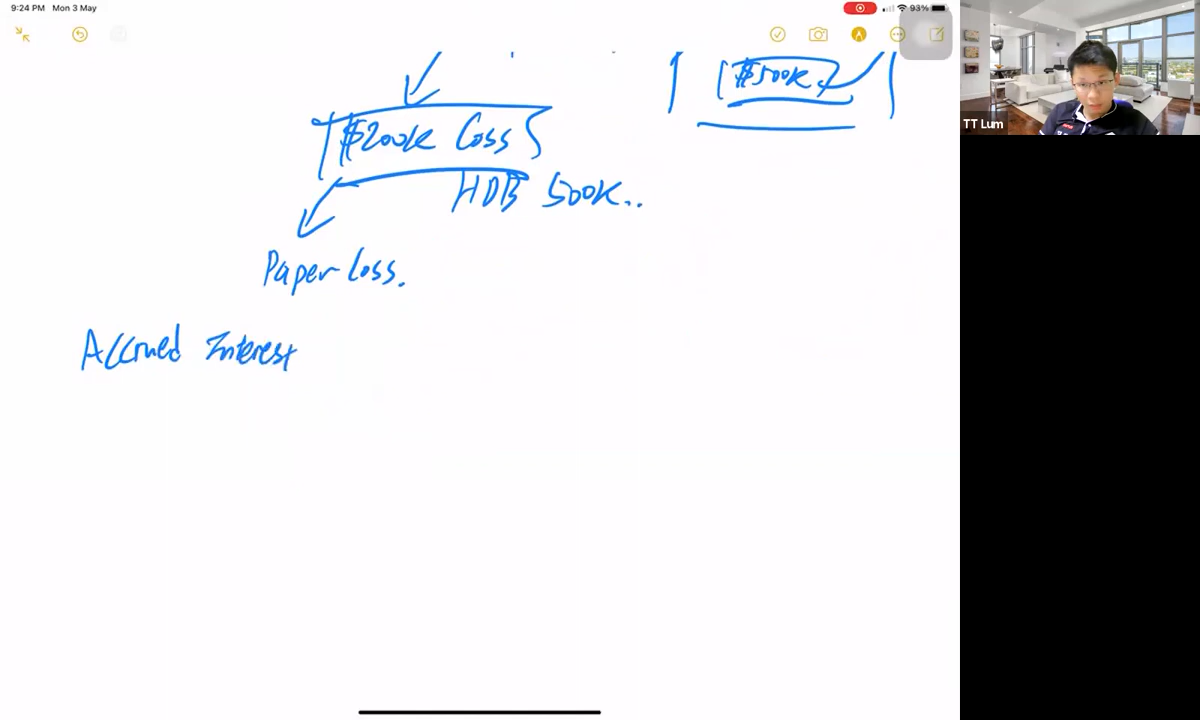 9:24 PM Mon 3 May
93%
$500K
$200K Loss
HDB 500K..
Paper Loss.
Accrued Interest
TT Lum